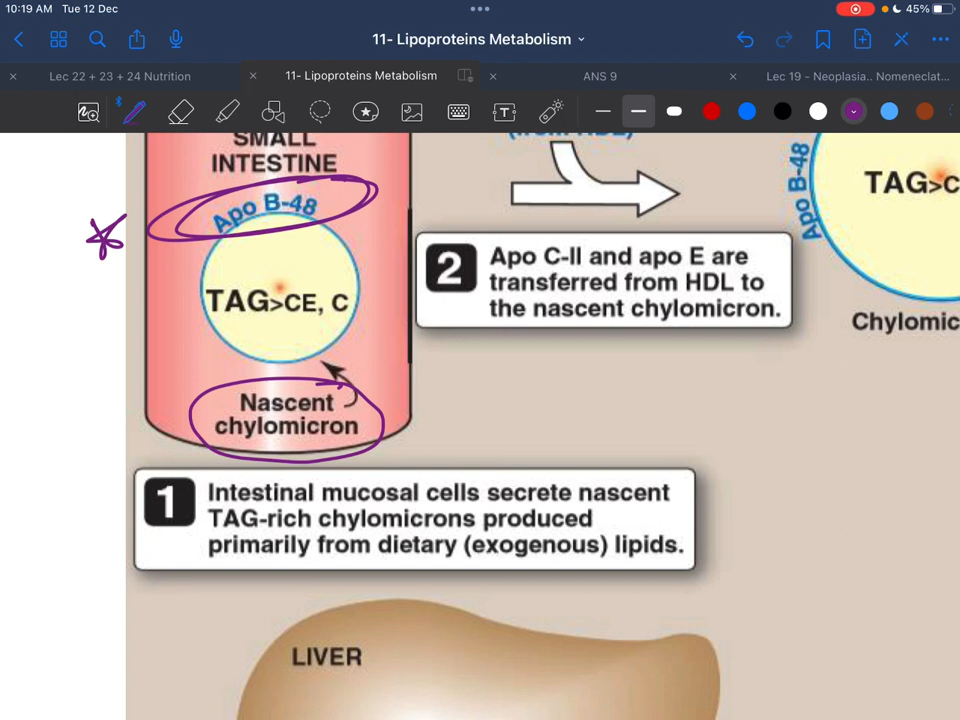 10:19 AM Tue 12 Dec
45%
11- Lipoproteins Metabolism
Lec 22 + 23 + 24 Nutrition
11- Lipoproteins Metabolism
ANS 9
Lec 19 - Neoplasia.. Nomeneclat...
SMALL
INTESTINE
Apo B-48
TAG>CE, C
Nascent
chylomicron
(from HDL)
2
Apo C-II and apo E are
transferred from HDL to
the nascent chylomicron.
Apo B-48
TAG>C
Chylomic
1
Intestinal mucosal cells secrete nascent
TAG-rich chylomicrons produced
primarily from dietary (exogenous) lipids.
LIVER